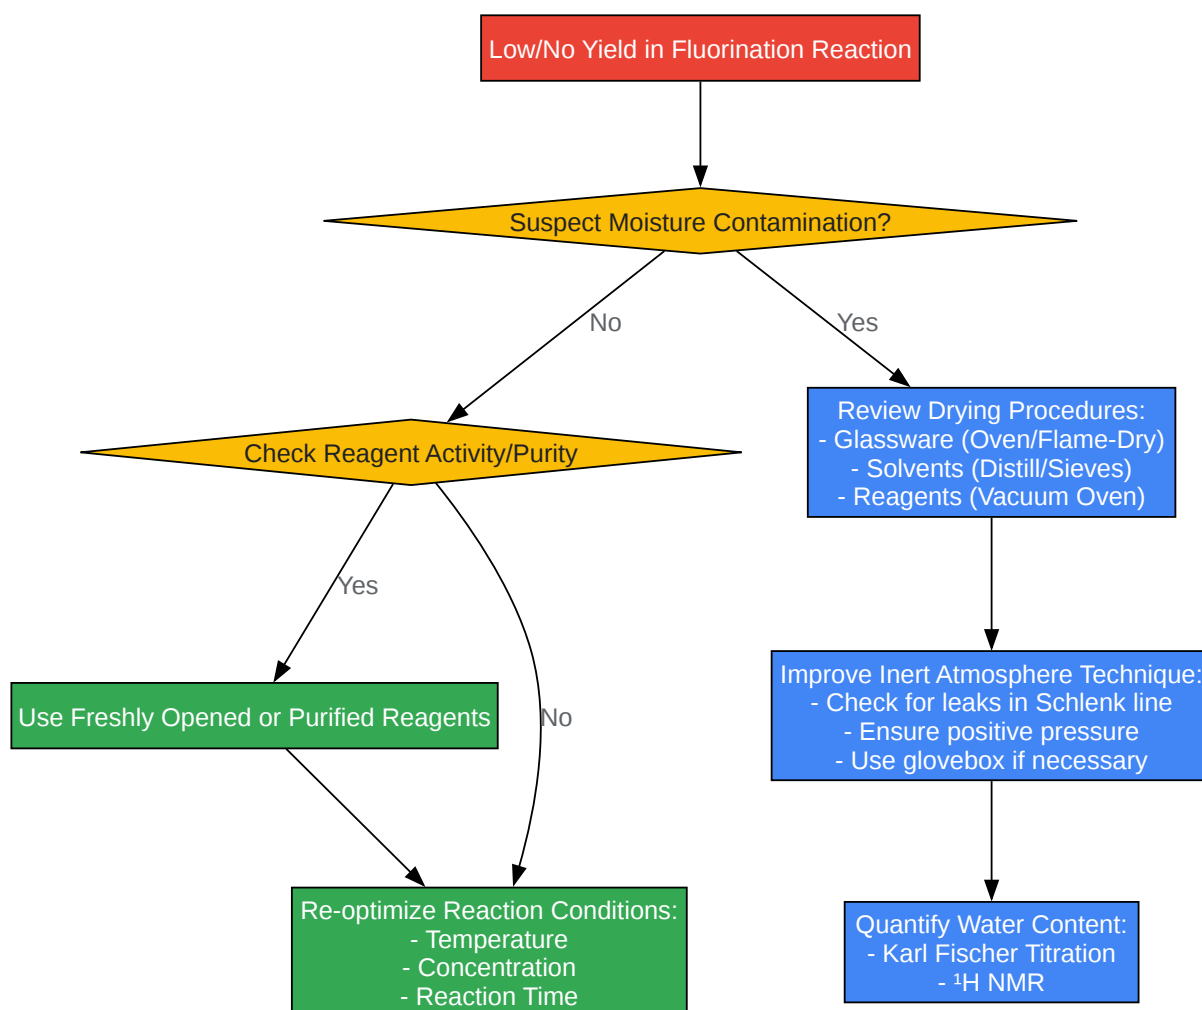 Low/No Yield in Fluorination Reaction
Suspect Moisture Contamination?
No
Yes
Review Drying Procedures:
- Glassware (Oven/Flame-Dry)
- Solvents (Distill/Sieves)
- Reagents (Vacuum Oven)
Check Reagent Activity/Purity
Yes
No
Improve Inert Atmosphere Technique:
- Check for leaks in Schlenk line
- Ensure positive pressure
- Use glovebox if necessary
Use Freshly Opened or Purified Reagents
Re-optimize Reaction Conditions:
- Temperature
- Concentration
- Reaction Time
Quantify Water Content:
- Karl Fischer Titration
- ¹H NMR